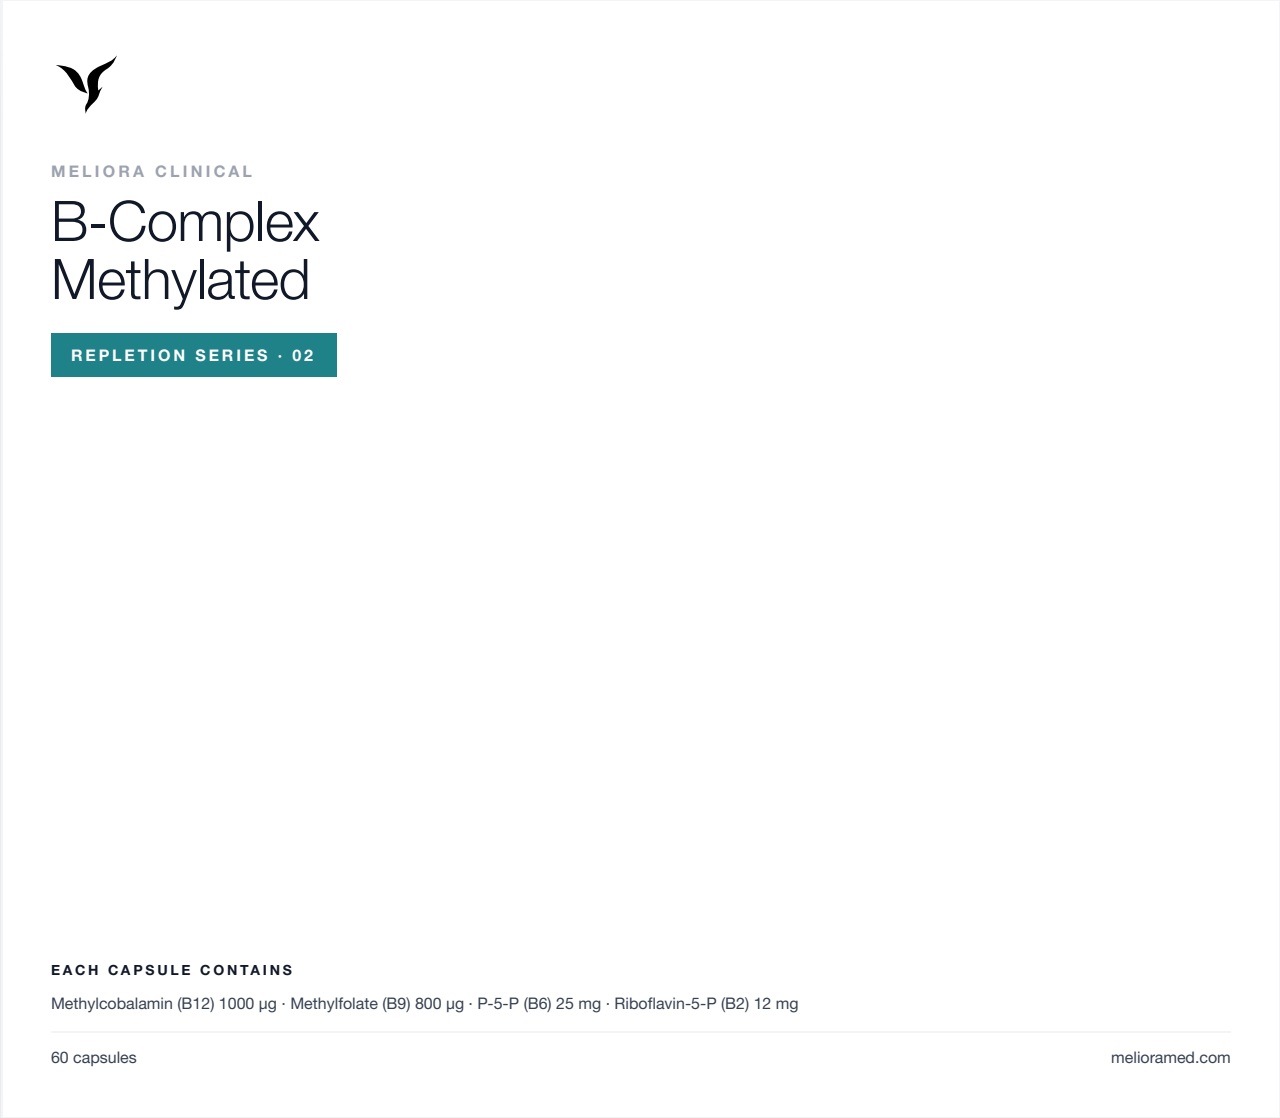 MELIORA CLINICAL
B-Complex
Methylated
REPLETION SERIES · 02
EACH CAPSULE CONTAINS
Methylcobalamin (B12) 1000 µg · Methylfolate (B9) 800 µg · P-5-P (B6) 25 mg · Riboflavin-5-P (B2) 12 mg
60 capsules
melioramed.com